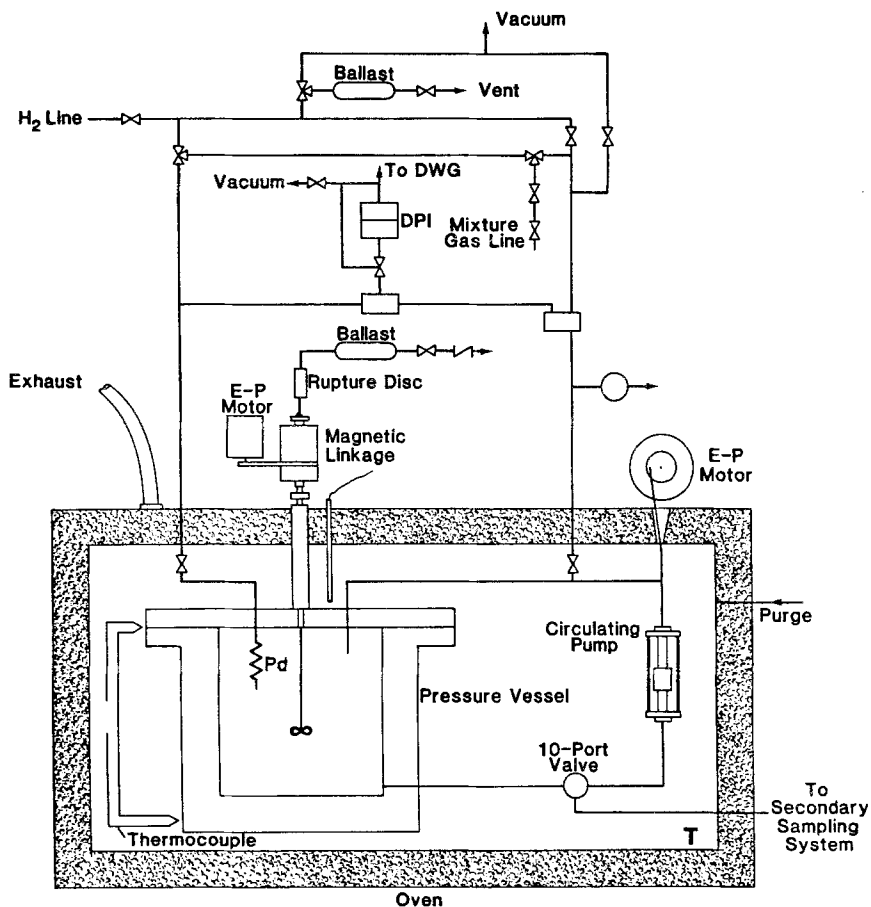 Vacuum
Ballast
Vent
H2 Line
To DWG
Vacuum
DPI
Mixture
Gas Line
Ballast
Exhaust
Rupture Disc
E-P
Motor
Magnetic
Linkage
E-P
Motor
Purge
Circulating
Pump
Pd
Pressure Vessel
10-Port
Valve
To
Secondary
Sampling
System
T
Thermocouple
Oven